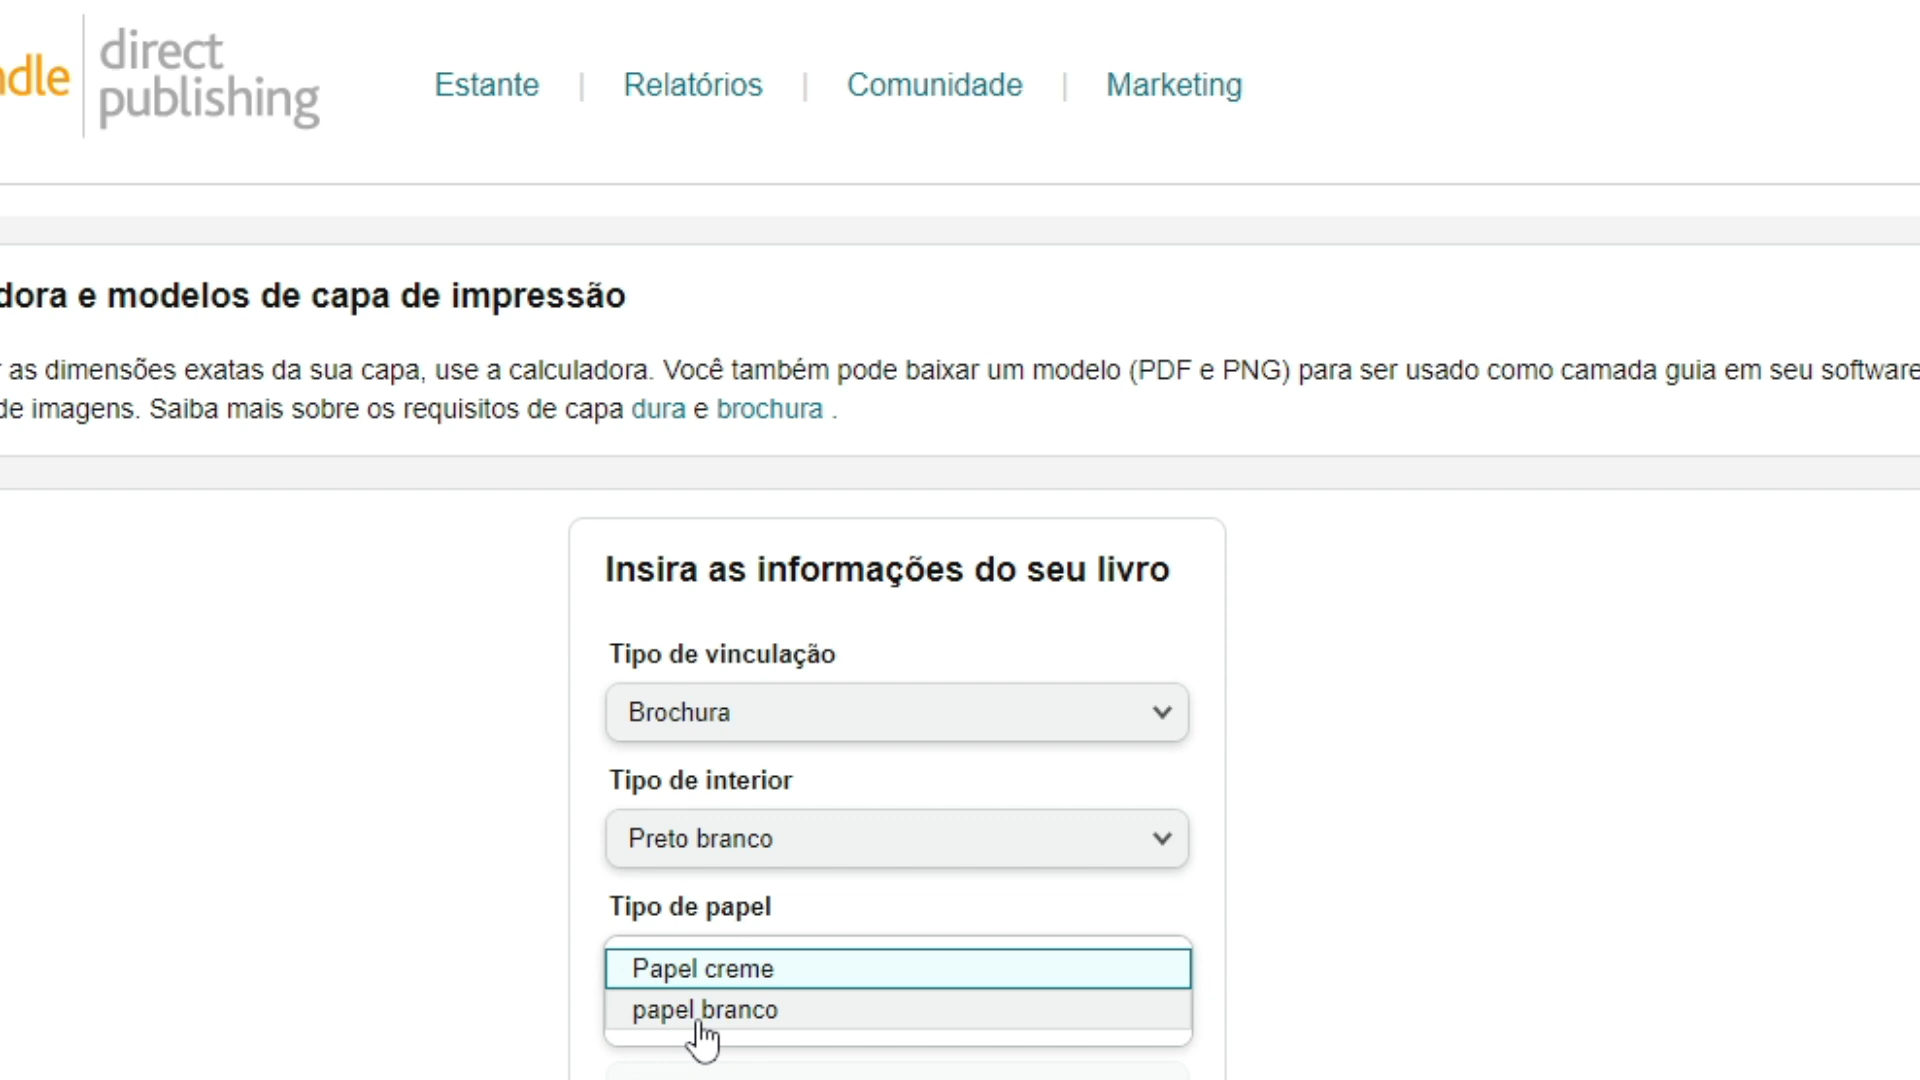 dle direct publishing
Estante | Relatórios | Comunidade | Marketing
dora e modelos de capa de impressão
as dimensões exatas da sua capa, use a calculadora. Você também pode baixar um modelo (PDF e PNG) para ser usado como camada guia em seu software
de imagens. Saiba mais sobre os requisitos de capa dura e brochura .
Insira as informações do seu livro
Tipo de vinculação
Brochura
Tipo de interior
Preto branco
Tipo de papel
Papel creme
papel branco